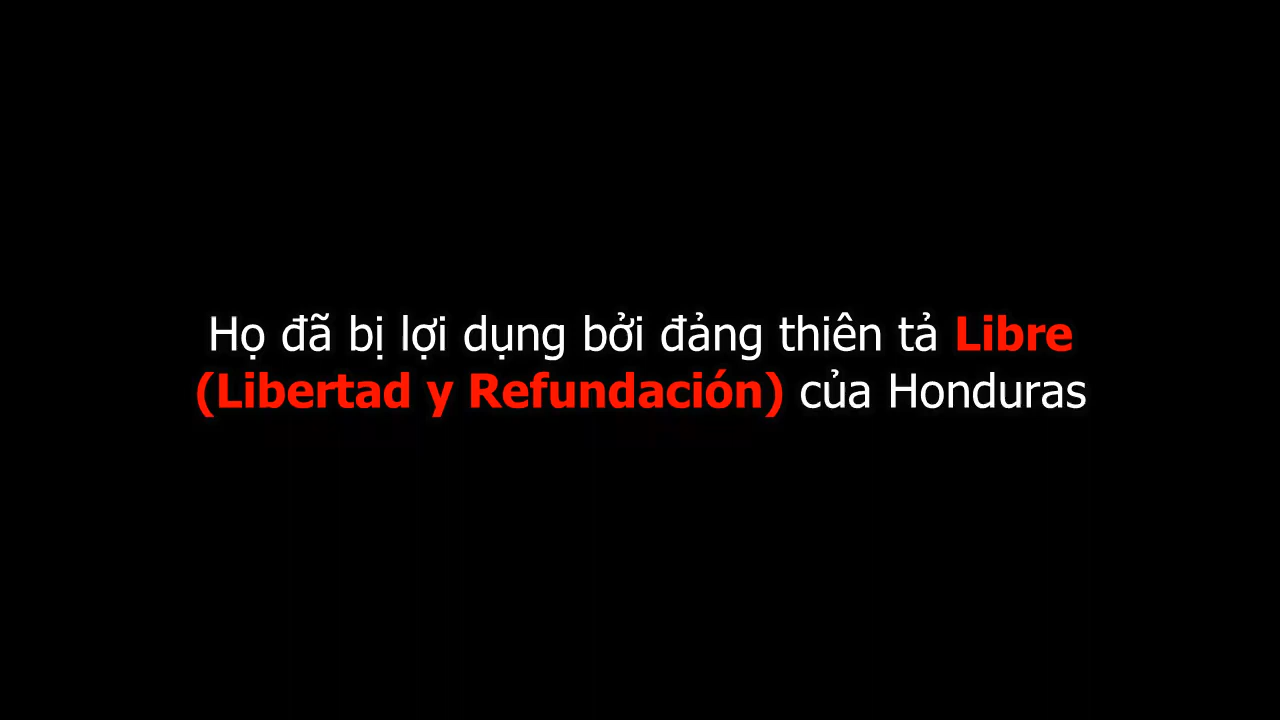 Họ đã bị lợi dụng bởi đảng thiên tả Libre
(Libertad y Refundación) của Honduras